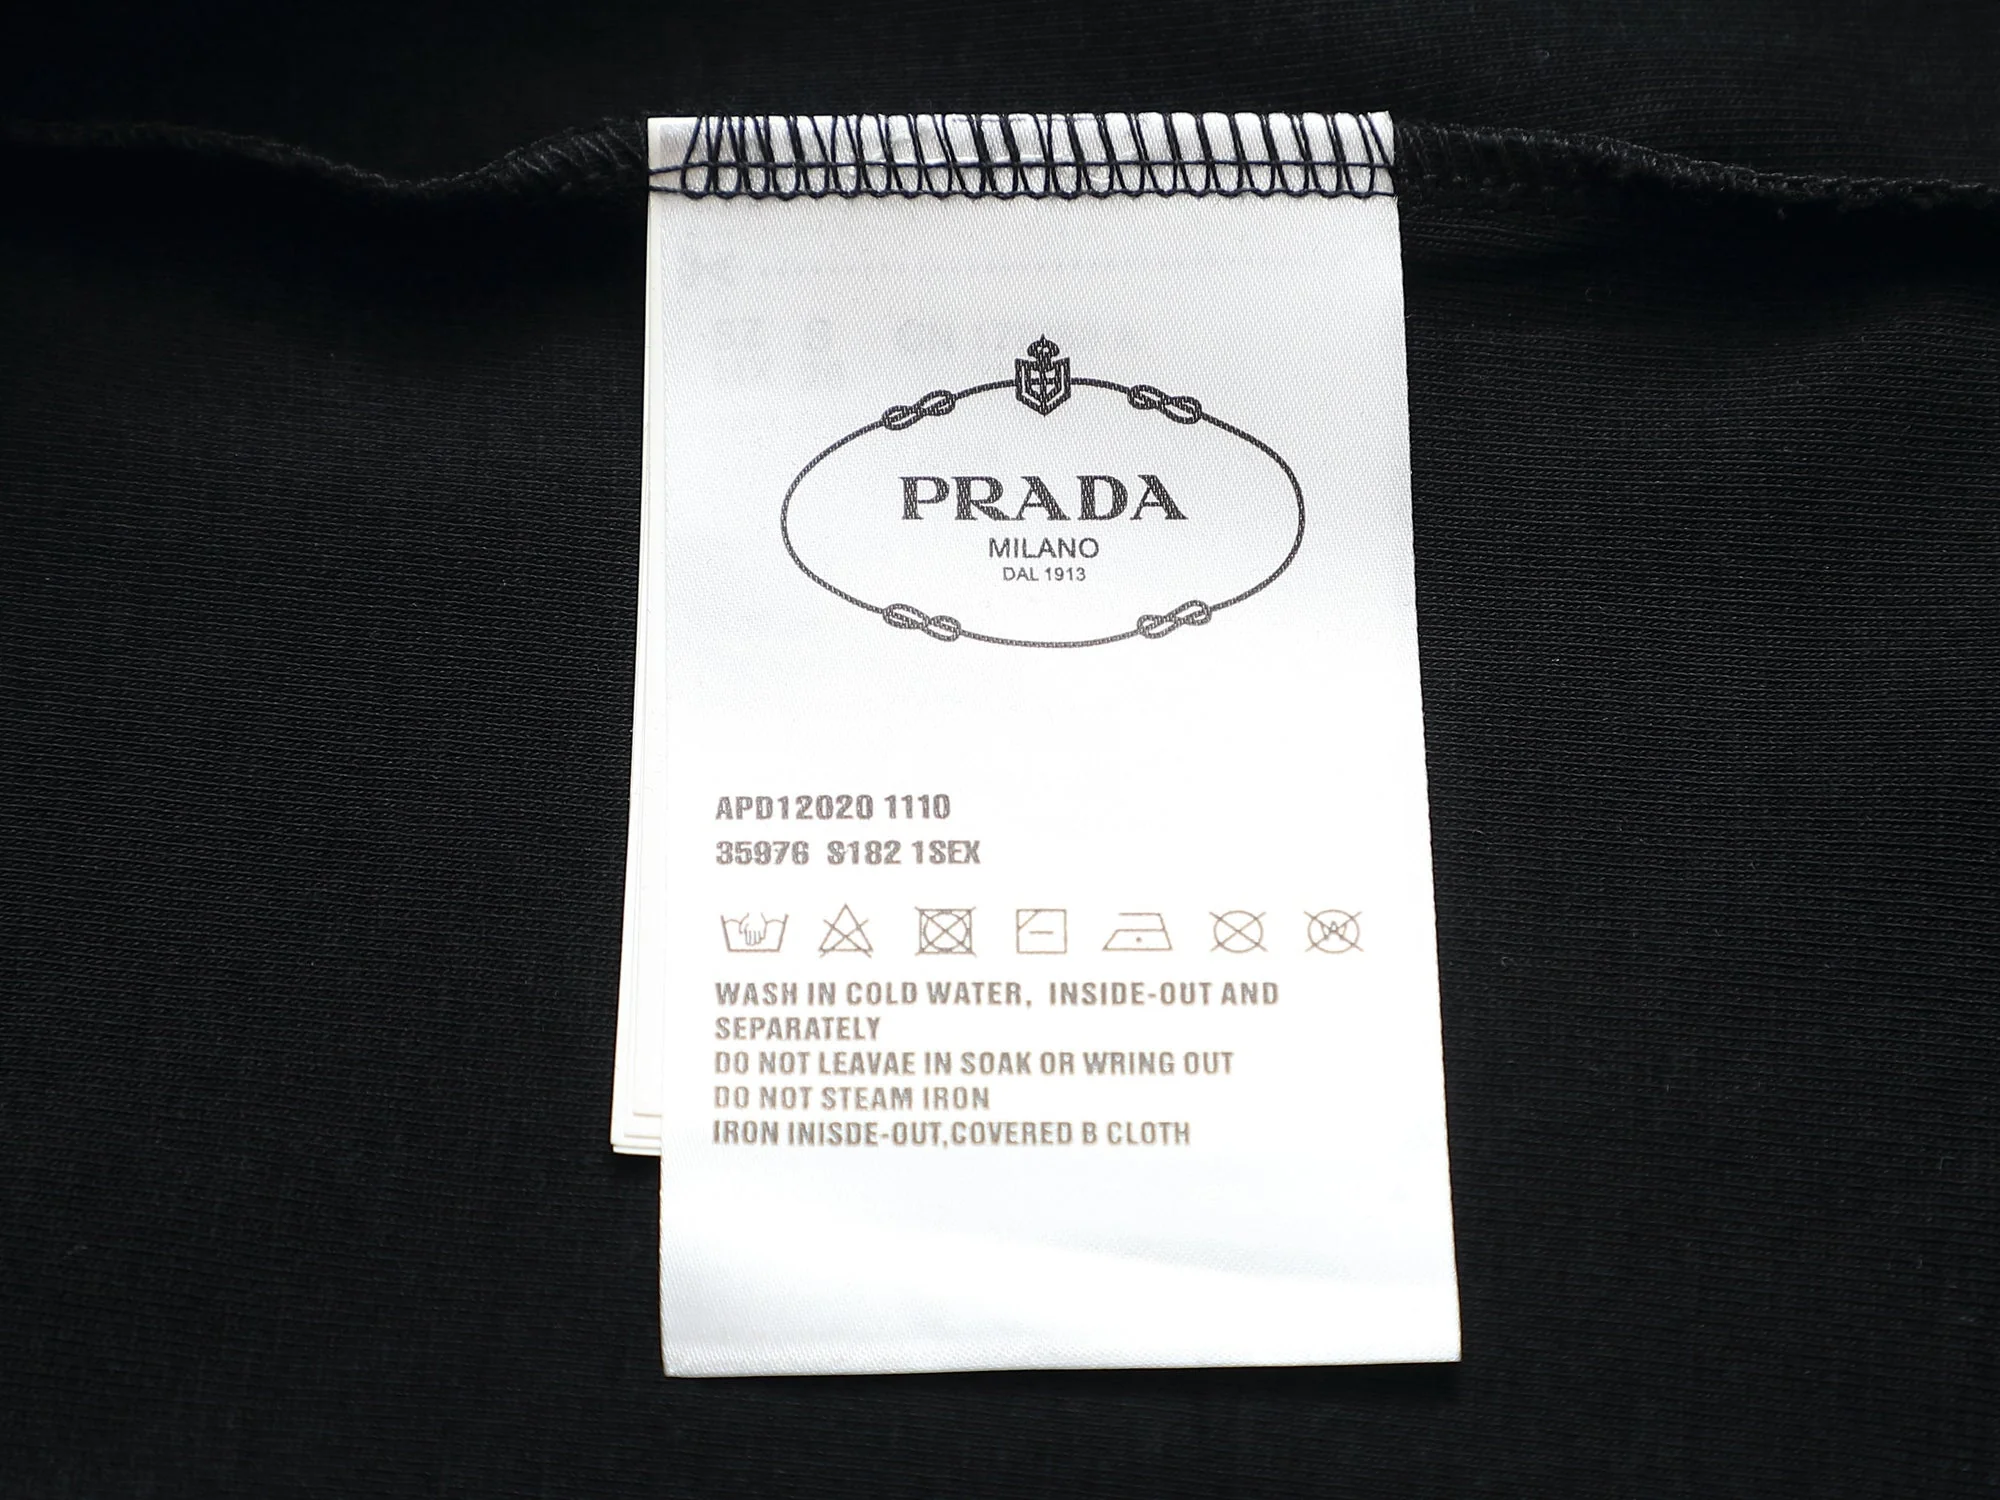 PRADA
MILANO
DAL 1913
APD12020 1110
35976 S182 1SEX
WASH IN COLD WATER, INSIDE-OUT AND
SEPARATELY
DO NOT LEAVAE IN SOAK OR WRING OUT
DO NOT STEAM IRON
IRON INISDE-OUT,COVERED B CLOTH